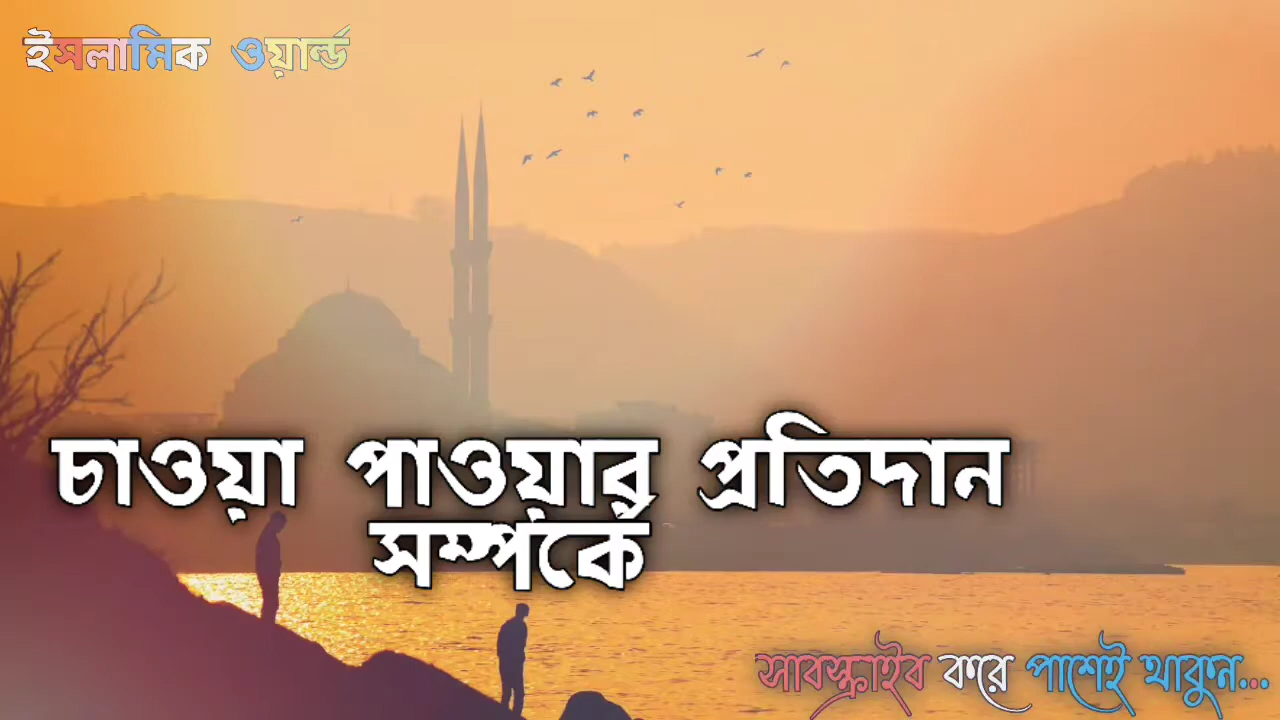 ইসলামিক ওয়ার্ল্ড
চাওয়া পাওয়ার প্রতিদান
সম্পর্কে
সাবস্ক্রাইব করে পাশেই থাকুন...